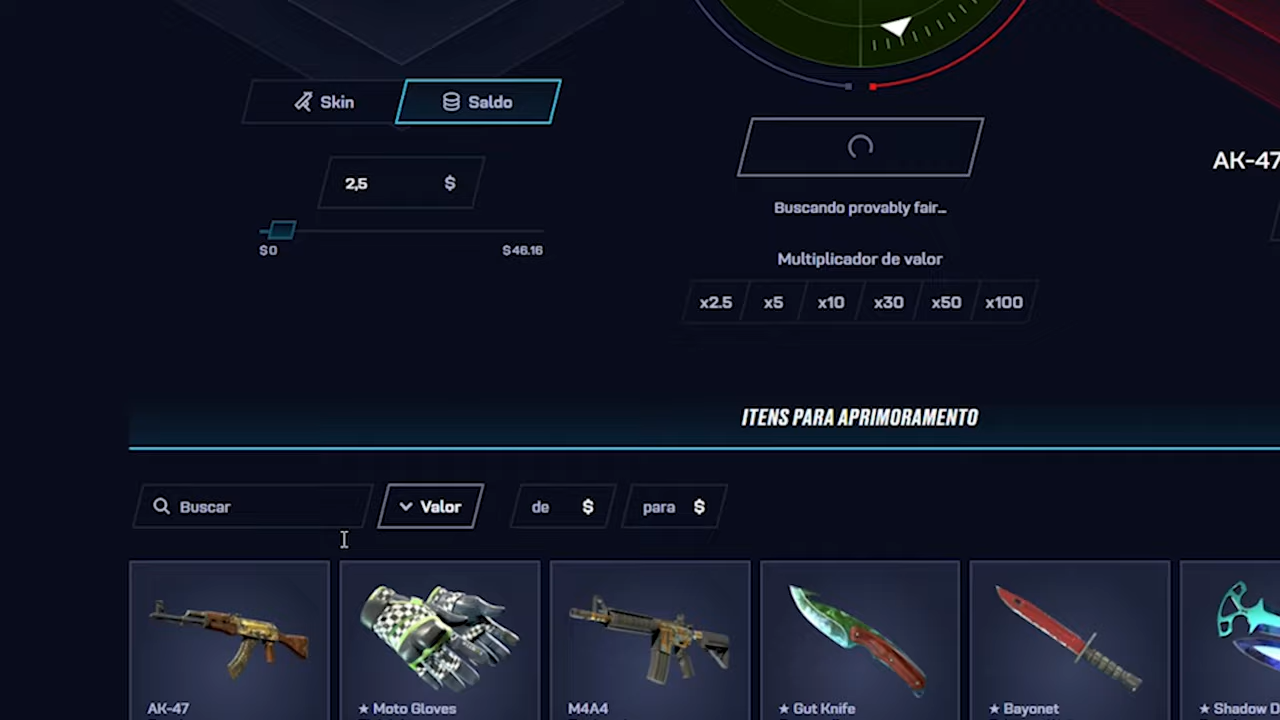 Skin
Saldo
2,5 $
$0
$46.16
Buscando provably fair...
Multiplicador de valor
x2.5 x5 x10 x30 x50 x100
AK-47
ITENS PARA APRIMORAMENTO
Buscar
Valor
de $
para $
AK-47
★ Moto Gloves
M4A4
★ Gut Knife
★ Bayonet
★ Shadow D